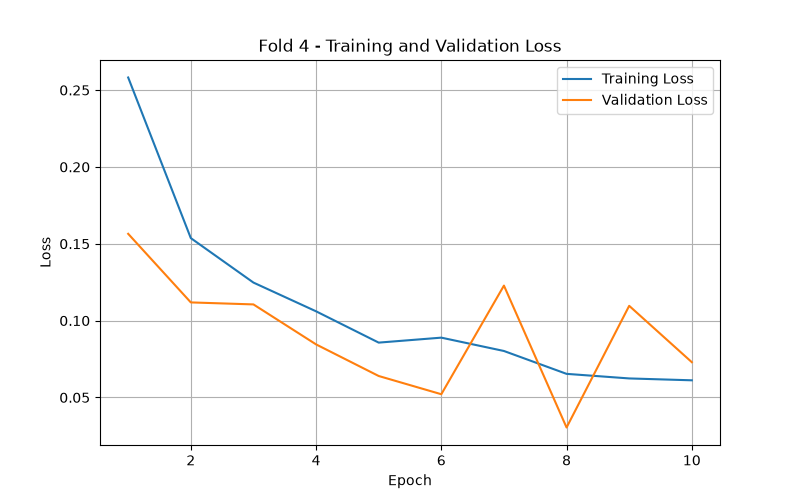 Fold 4 - Training and Validation Loss
Training Loss
Validation Loss
0.25
0.20
0.15
0.10
0.05
Loss
2 4 6 8 10
Epoch